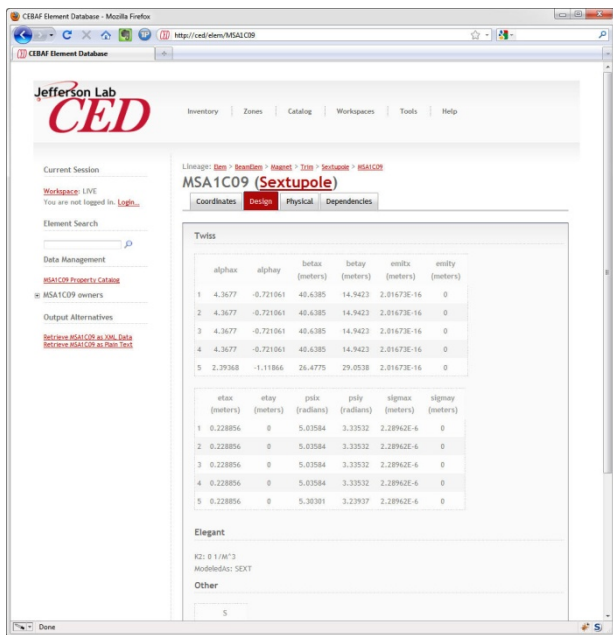 CEBAF Element Database - Mozilla Firefox
http://ced/elem/MSA1C09
CEBAF Element Database
Jefferson Lab
CED
Inventory Zones Catalog Workspaces Tools Help
Current Session
Workspace: LIVE
You are not logged in. Login...
Element Search
Data Management
MSA1C09 Property Catalog
MSA1C09 owners
Output Alternatives
Retrieve MSA1C09 as XML Data
Retrieve MSA1C09 as Plain Text
Lineage: Elem > BeamElem > Magnet > Trim > Sextupole > MSA1C09
MSA1C09 (Sextupole)
Coordinates Design Physical Dependencies
Twiss
alphax alphay betax (meters) betay (meters) emitx (meters) emity (meters)
1 4.3677 -0.721061 40.6385 14.9423 2.01673E-16 0
2 4.3677 -0.721061 40.6385 14.9423 2.01673E-16 0
3 4.3677 -0.721061 40.6385 14.9423 2.01673E-16 0
4 4.3677 -0.721061 40.6385 14.9423 2.01673E-16 0
5 2.39368 -1.11866 26.4775 29.0538 2.01673E-16 0
etax (meters) etay (meters) psix (radians) psiy (radians) sigmax (meters) sigmay (meters)
1 0.228856 0 5.03584 3.33532 2.28962E-6 0
2 0.228856 0 5.03584 3.33532 2.28962E-6 0
3 0.228856 0 5.03584 3.33532 2.28962E-6 0
4 0.228856 0 5.03584 3.33532 2.28962E-6 0
5 0.228856 0 5.30301 3.23937 2.28962E-6 0
Elegant
K2: 0 1/M^3
ModeledAs: SEXT
Other
S
Done